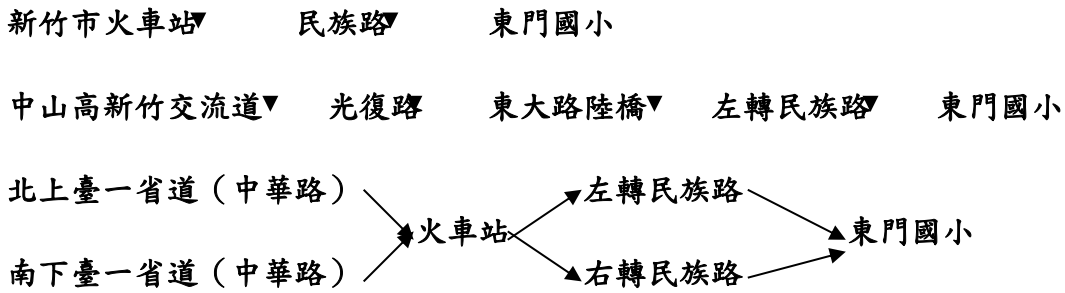 新竹市火車站 民族路 東門國小
中山高新竹交流道 光復路 東大路陸橋 左轉民族路 東門國小
北上臺一省道（中華路） 左轉民族路
火車站 東門國小
南下臺一省道（中華路） 右轉民族路